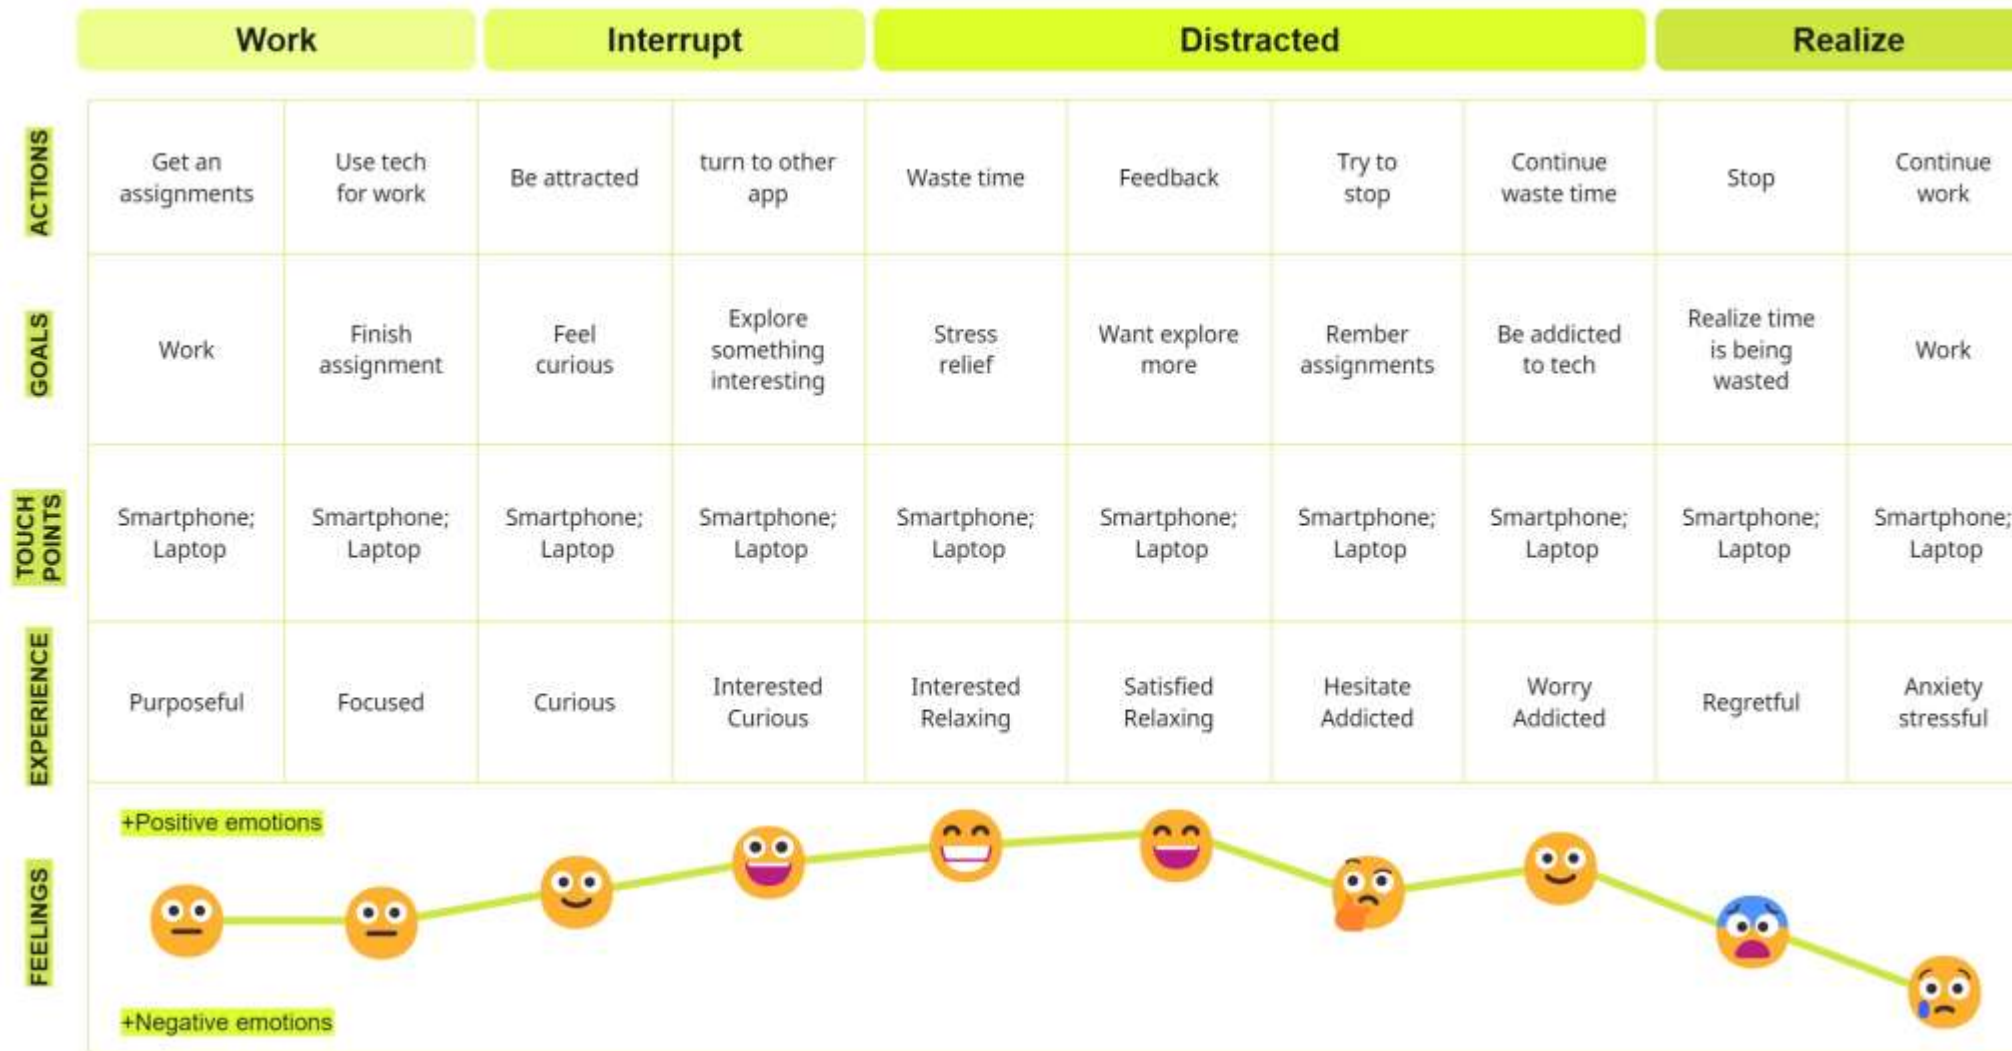 Work
Interrupt
Distracted
Realize
ACTIONS
Get an
assignments
Use tech
for work
Be attracted
turn to other
app
Waste time
Feedback
Try to
stop
Continue
waste time
Stop
Continue
work
GOALS
Work
Finish
assignment
Feel
curious
Explore
something
interesting
Stress
relief
Want explore
more
Rember
assignments
Be addicted
to tech
Realize time
is being
wasted
Work
TOUCH
POINTS
Smartphone;
Laptop
Smartphone;
Laptop
Smartphone;
Laptop
Smartphone;
Laptop
Smartphone;
Laptop
Smartphone;
Laptop
Smartphone;
Laptop
Smartphone;
Laptop
Smartphone;
Laptop
Smartphone;
Laptop
EXPERIENCE
Purposeful
Focused
Curious
Interested
Curious
Interested
Relaxing
Satisfied
Relaxing
Hesitate
Addicted
Worry
Addicted
Regretful
Anxiety
stressful
FEELINGS
+Positive emotions
+Negative emotions